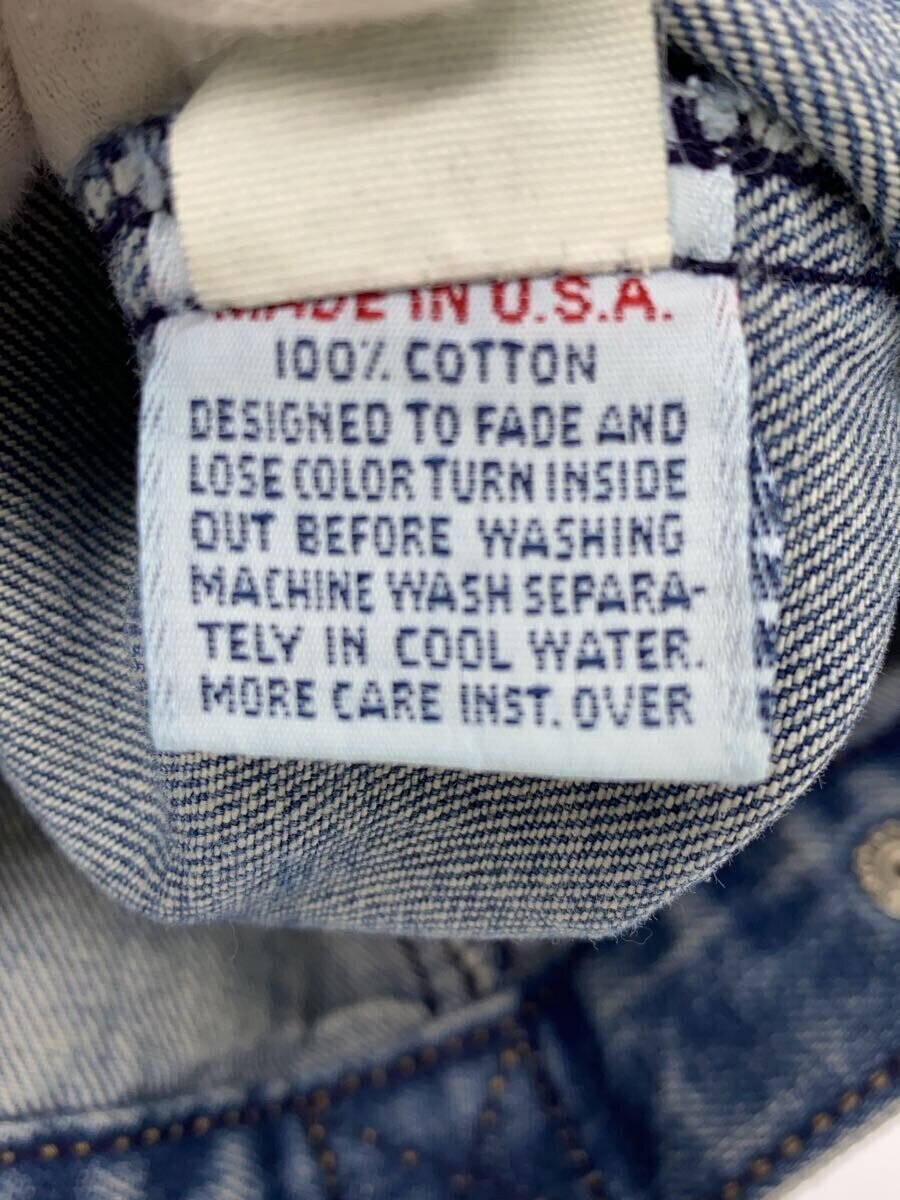 MADE IN U.S.A.
100% COTTON
DESIGNED TO FADE AND
LOSE COLOR TURN INSIDE
OUT BEFORE WASHING
MACHINE WASH SEPARA-
TELY IN COOL WATER.
MORE CARE INST. OVER